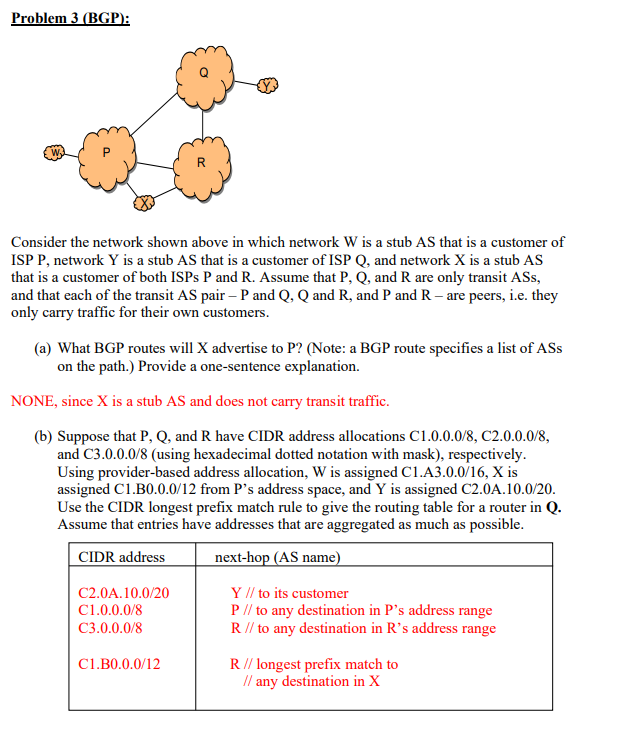 Problem 3 (BGP):
Q
Y
W
P
R
X
Consider the network shown above in which network W is a stub AS that is a customer of
ISP P, network Y is a stub AS that is a customer of ISP Q, and network X is a stub AS
that is a customer of both ISPs P and R. Assume that P, Q, and R are only transit ASs,
and that each of the transit AS pair – P and Q, Q and R, and P and R – are peers, i.e. they
only carry traffic for their own customers.
(a) What BGP routes will X advertise to P? (Note: a BGP route specifies a list of ASs
on the path.) Provide a one-sentence explanation.
NONE, since X is a stub AS and does not carry transit traffic.
(b) Suppose that P, Q, and R have CIDR address allocations C1.0.0.0/8, C2.0.0.0/8,
and C3.0.0.0/8 (using hexadecimal dotted notation with mask), respectively.
Using provider-based address allocation, W is assigned C1.A3.0.0/16, X is
assigned C1.B0.0.0/12 from P's address space, and Y is assigned C2.0A.10.0/20.
Use the CIDR longest prefix match rule to give the routing table for a router in Q.
Assume that entries have addresses that are aggregated as much as possible.
CIDR address next-hop (AS name)
C2.0A.10.0/20 Y // to its customer
C1.0.0.0/8 P // to any destination in P's address range
C3.0.0.0/8 R // to any destination in R's address range
C1.B0.0.0/12 R // longest prefix match to
// any destination in X